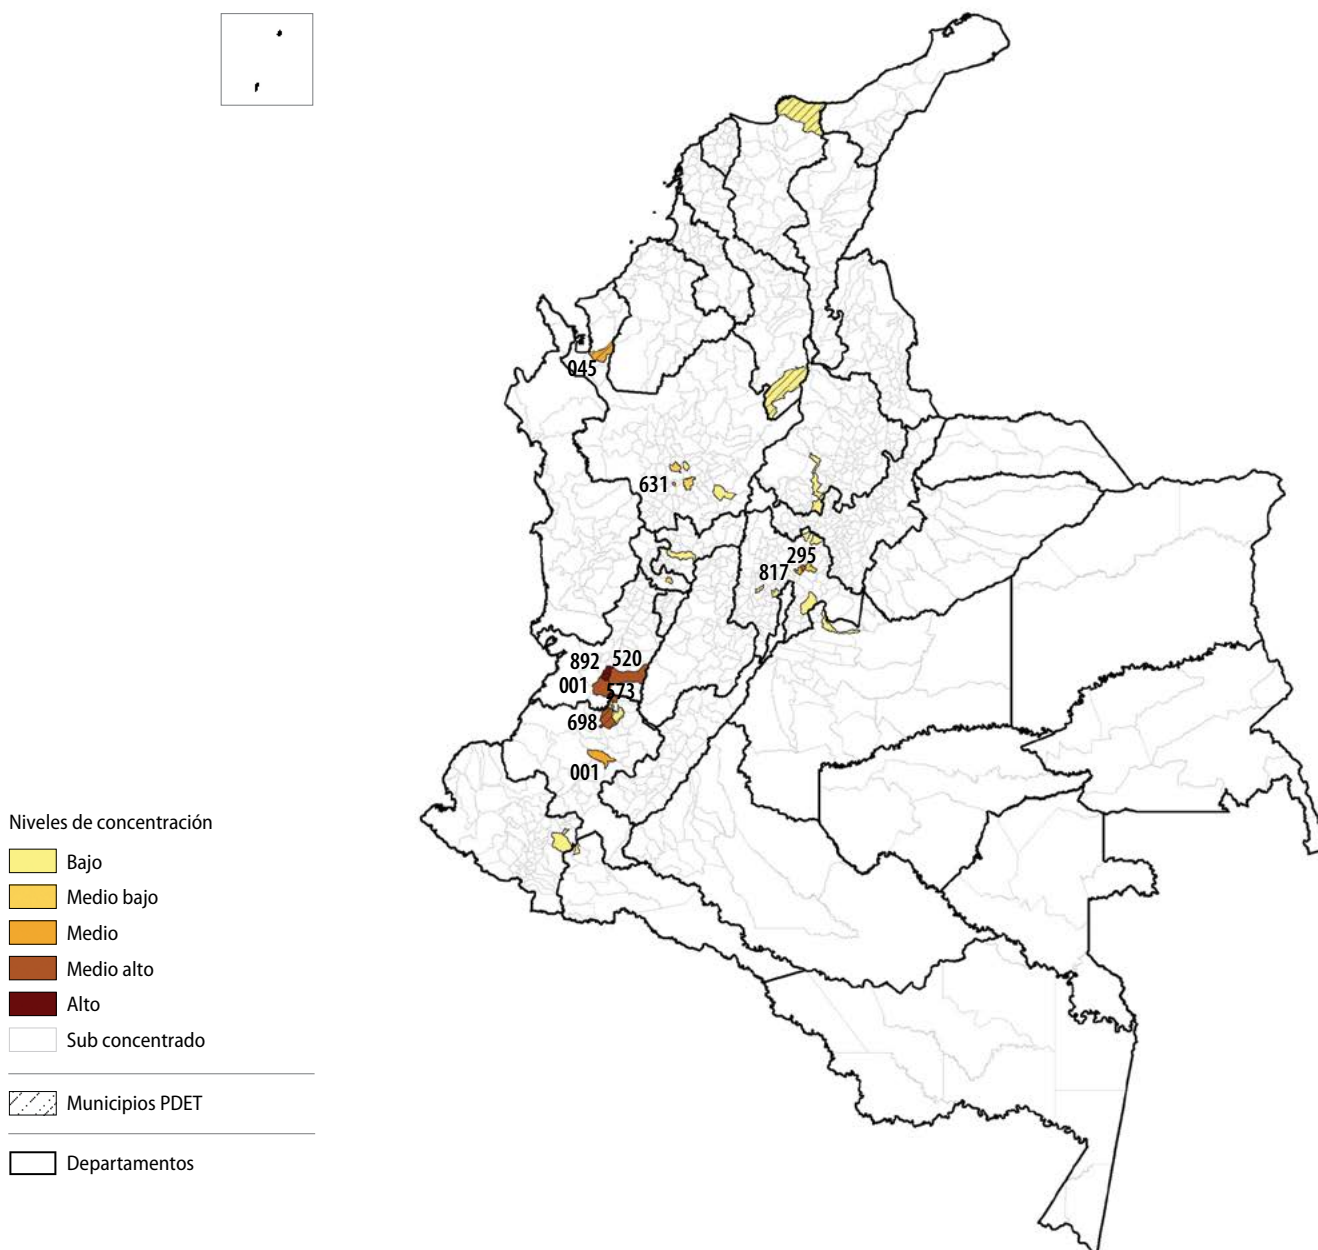 045
631
295
817
892 520
001
573
698
001
Niveles de concentración
Bajo
Medio bajo
Medio
Medio alto
Alto
Sub concentrado
Municipios PDET
Departamentos